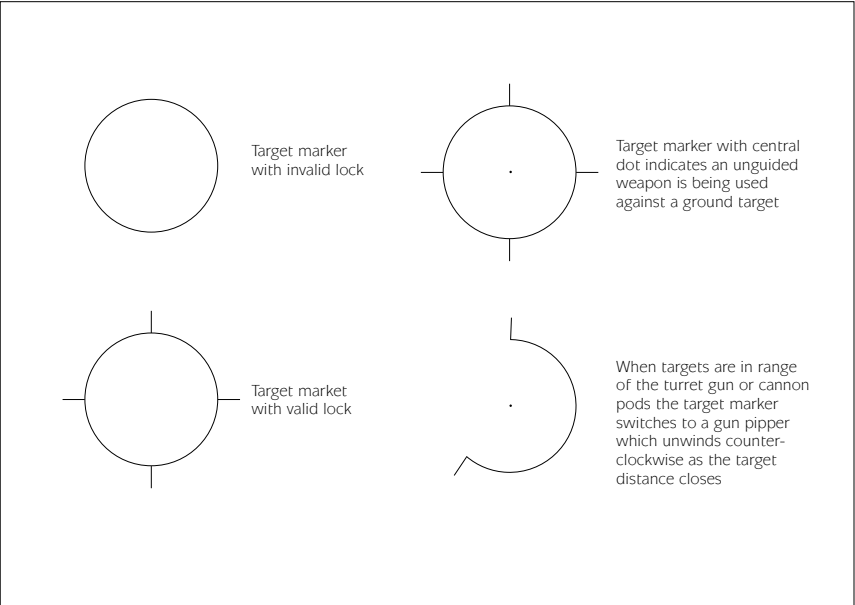 Target marker
with invalid lock
Target marker with central
dot indicates an unguided
weapon is being used
against a ground target
Target market
with valid lock
When targets are in range
of the turret gun or cannon
pods the target marker
switches to a gun pipper
which unwinds counter-
clockwise as the target
distance closes